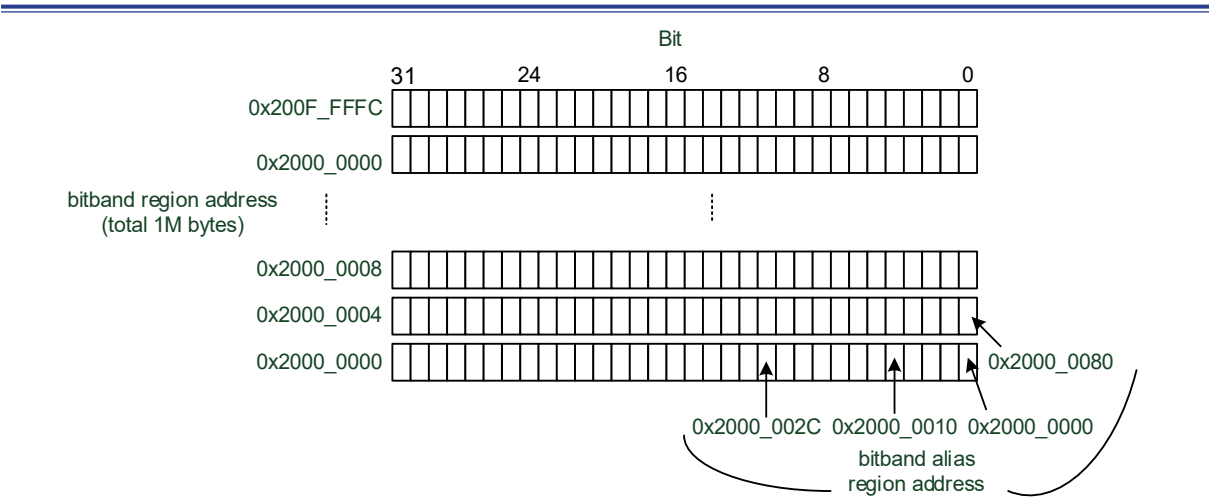 Bit
31 24 16 8 0
0x200F_FFFC
0x2000_0000
bitband region address
(total 1M bytes)
0x2000_0008
0x2000_0004
0x2000_0000
0x2000_0080
0x2000_002C 0x2000_0010 0x2000_0000
bitband alias
region address